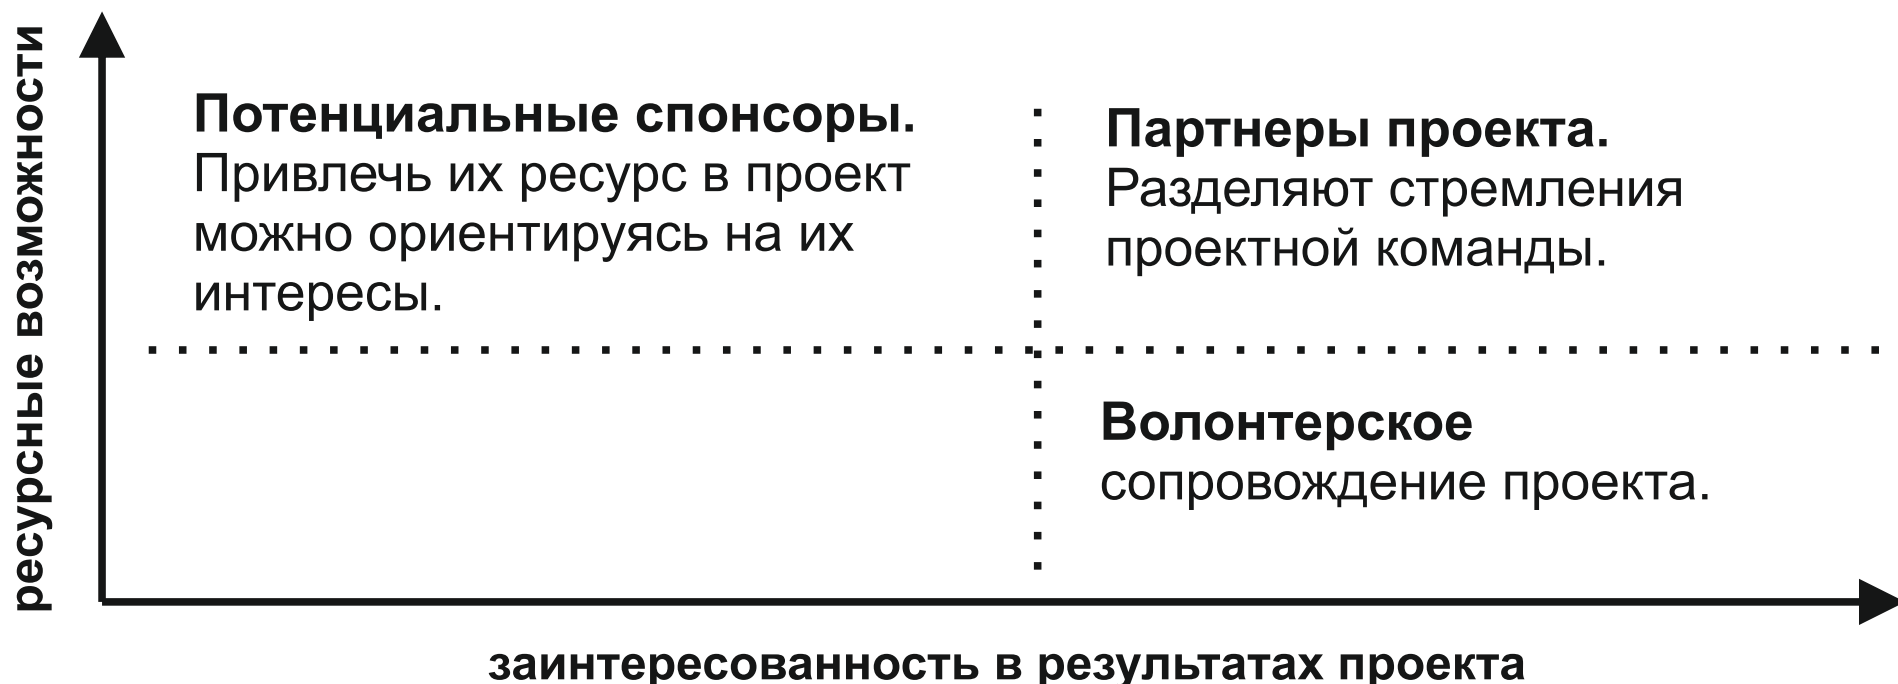 ресурсные возможности
Потенциальные спонсоры.
Привлечь их ресурс в проект
можно ориентируясь на их
интересы.
Партнеры проекта.
Разделяют стремления
проектной команды.
Волонтерское
сопровождение проекта.
заинтересованность в результатах проекта